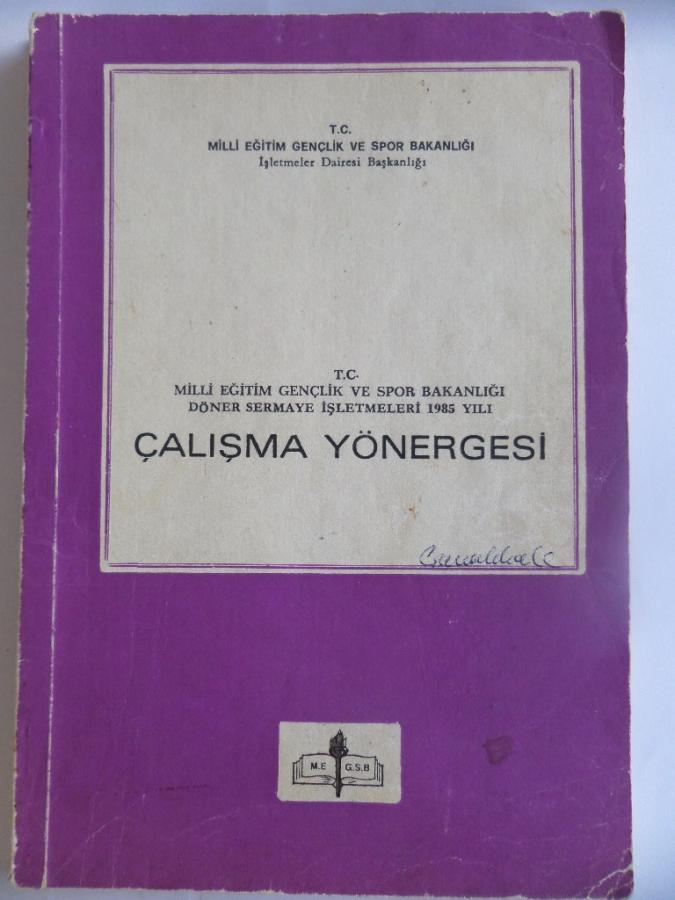 T.C.
MİLLİ EĞİTİM GENÇLİK VE SPOR BAKANLIĞI
İşletmeler Dairesi Başkanlığı
T.C.
MİLLİ EĞİTİM GENÇLİK VE SPOR BAKANLIĞI
DÖNER SERMAYE İŞLETMELERİ 1985 YILI
ÇALIŞMA YÖNERGESİ
M.E G.S.B